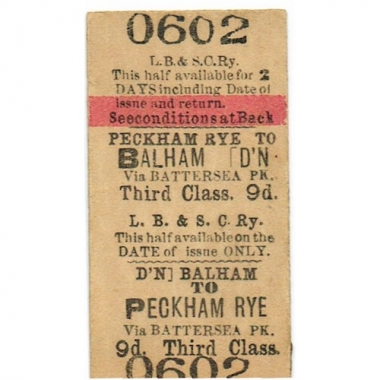 0602
L.B.& S.C.Ry.
This half available for 2
DAYS including Date of
issue and return.
See conditions at Back
PECKHAM RYE TO
BALHAM [D'N
Via BATTERSEA PK.
Third Class. 9d.
L. B. & S. C. Ry.
This half available on the
DATE of issue ONLY.
D'N] BALHAM
TO
PECKHAM RYE
Via BATTERSEA PK.
9d. Third Class.
0602